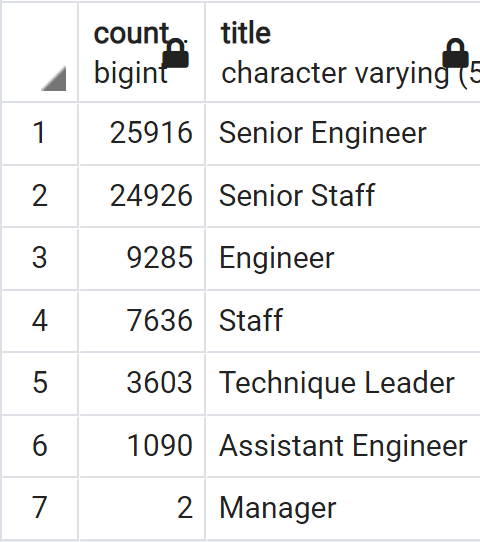 count title
bigint character varying (5
1 25916 Senior Engineer
2 24926 Senior Staff
3 9285 Engineer
4 7636 Staff
5 3603 Technique Leader
6 1090 Assistant Engineer
7 2 Manager